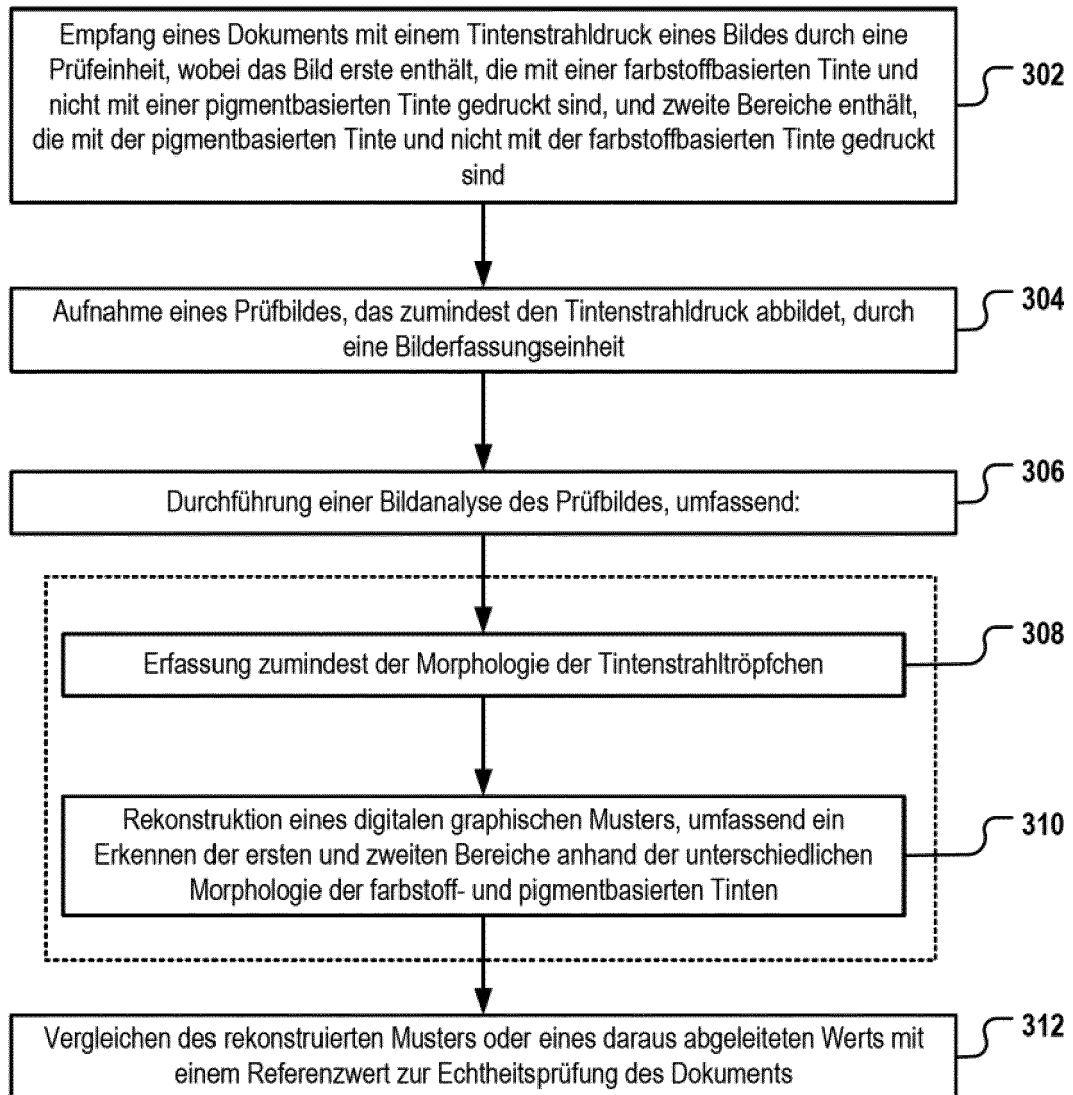 Empfang eines Dokuments mit einem Tintenstrahldruck eines Bildes durch eine
Prüfeinheit, wobei das Bild erste enthält, die mit einer farbstoffbasierten Tinte und
nicht mit einer pigmentbasierten Tinte gedruckt sind, und zweite Bereiche enthält,
die mit der pigmentbasierten Tinte und nicht mit der farbstoffbasierten Tinte gedruckt
sind
302
Aufnahme eines Prüfbildes, das zumindest den Tintenstrahldruck abbildet, durch
eine Bilderfassungseinheit
304
Durchführung einer Bildanalyse des Prüfbildes, umfassend:
306
Erfassung zumindest der Morphologie der Tintenstrahltröpfchen
308
Rekonstruktion eines digitalen graphischen Musters, umfassend ein
Erkennen der ersten und zweiten Bereiche anhand der unterschiedlichen
Morphologie der farbstoff- und pigmentbasierten Tinten
310
Vergleichen des rekonstruierten Musters oder eines daraus abgeleiteten Werts mit
einem Referenzwert zur Echtheitsprüfung des Dokuments
312